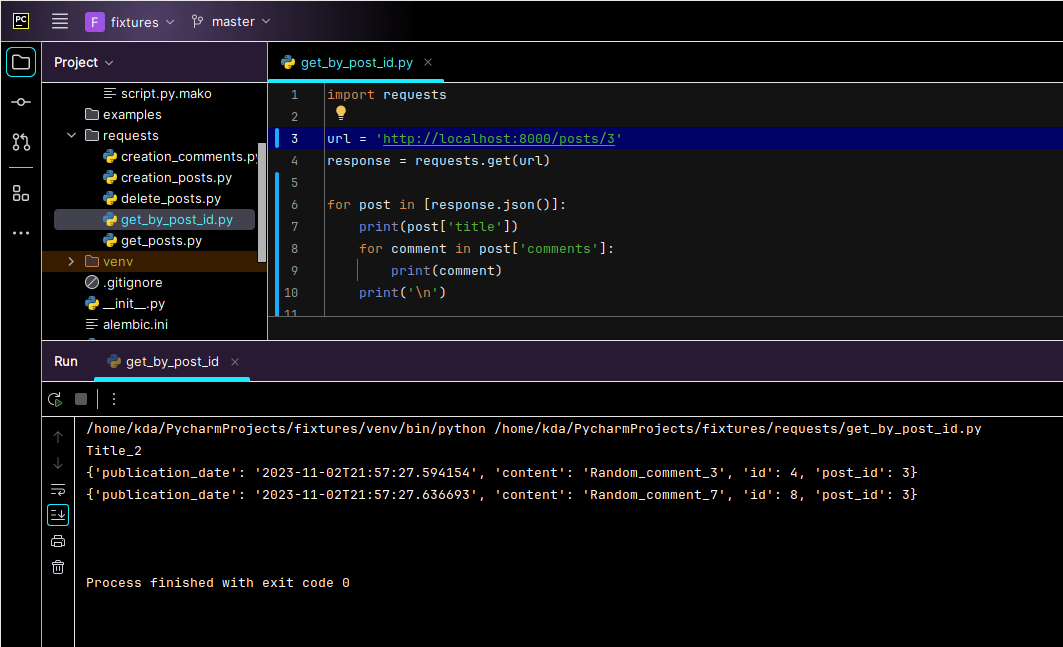 PC F fixtures master
Project
script.py.mako
examples
requests
creation_comments.py
creation_posts.py
delete_posts.py
get_by_post_id.py
get_posts.py
venv
.gitignore
__init__.py
alembic.ini
get_by_post_id.py
1 import requests
2
3 url = 'http://localhost:8000/posts/3'
4 response = requests.get(url)
5
6 for post in [response.json()]:
7 print(post['title'])
8 for comment in post['comments']:
9 print(comment)
10 print('\n')
11
Run get_by_post_id
/home/kda/PycharmProjects/fixtures/venv/bin/python /home/kda/PycharmProjects/fixtures/requests/get_by_post_id.py
Title_2
{'publication_date': '2023-11-02T21:57:27.594154', 'content': 'Random_comment_3', 'id': 4, 'post_id': 3}
{'publication_date': '2023-11-02T21:57:27.636693', 'content': 'Random_comment_7', 'id': 8, 'post_id': 3}
Process finished with exit code 0